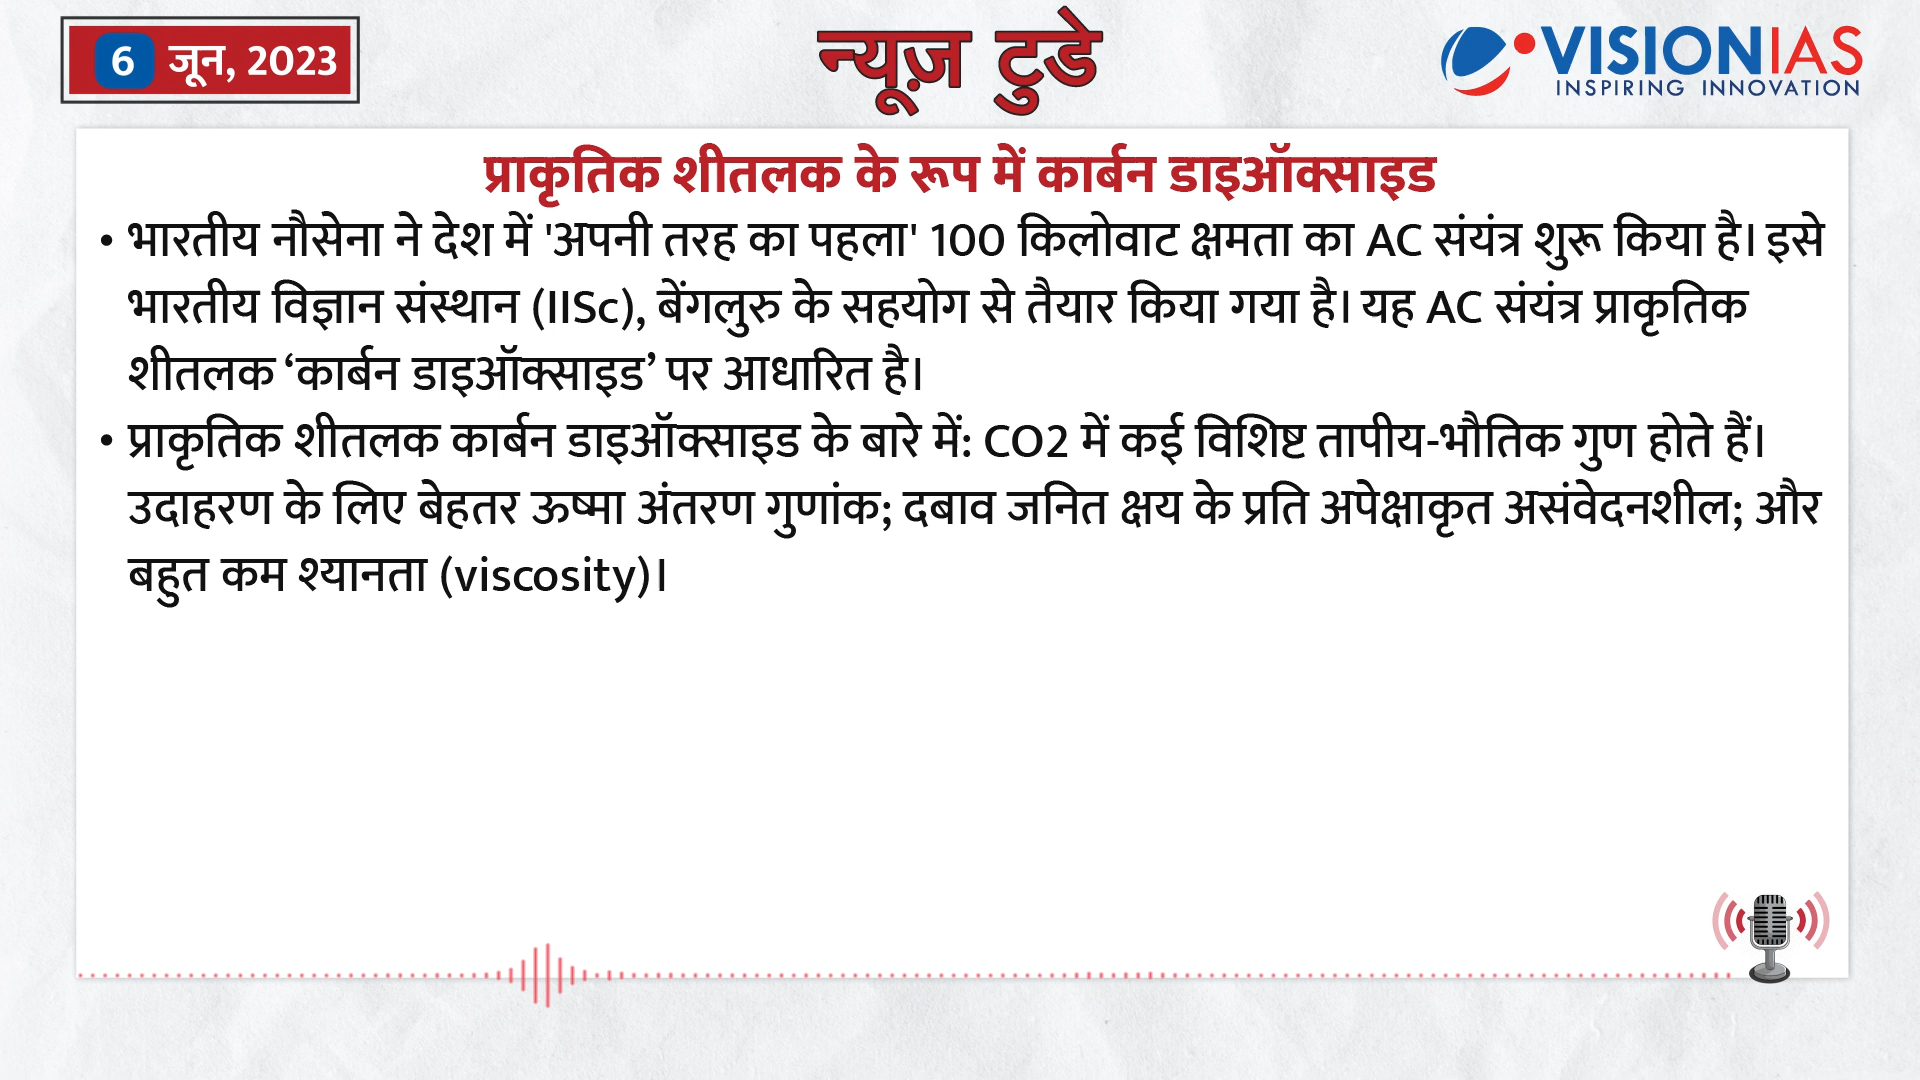 6 जून, 2023
न्यूज़ टुडे
VISIONIAS
INSPIRING INNOVATION
प्राकृतिक शीतलक के रूप में कार्बन डाइऑक्साइड
• भारतीय नौसेना ने देश में 'अपनी तरह का पहला' 100 किलोवाट क्षमता का AC संयंत्र शुरू किया है। इसे
भारतीय विज्ञान संस्थान (IISc), बेंगलुरु के सहयोग से तैयार किया गया है। यह AC संयंत्र प्राकृतिक
शीतलक ‘कार्बन डाइऑक्साइड’ पर आधारित है।
• प्राकृतिक शीतलक कार्बन डाइऑक्साइड के बारे में: CO2 में कई विशिष्ट तापीय-भौतिक गुण होते हैं।
उदाहरण के लिए बेहतर ऊष्मा अंतरण गुणांक; दबाव जनित क्षय के प्रति अपेक्षाकृत असंवेदनशील; और
बहुत कम श्यानता (viscosity)।